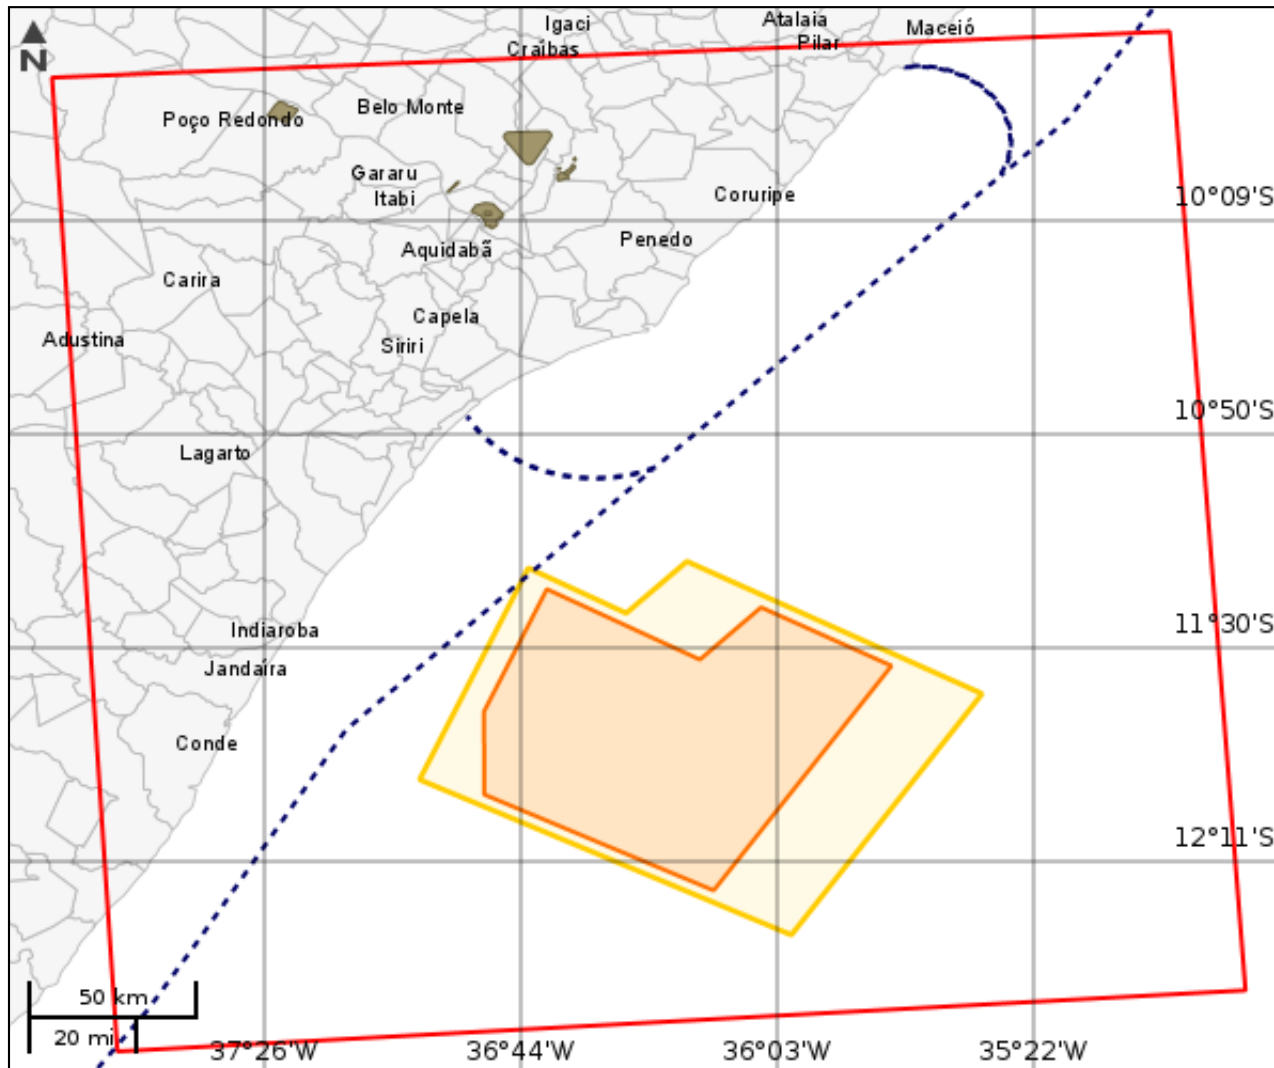 Igaci
Atalaia
Maceió
N
Craíbas
Pilar
Belo Monte
Poço Redondo
Gararu
Itabi
Coruripe
10°09'S
Penedo
Aquidabã
Carira
Capela
Adustina
Siriri
10°50'S
Lagarto
11°30'S
Indiaroba
Jandaíra
Conde
12°11'S
50 km
20 mi
37°26'W
36°44'W
36°03'W
35°22'W